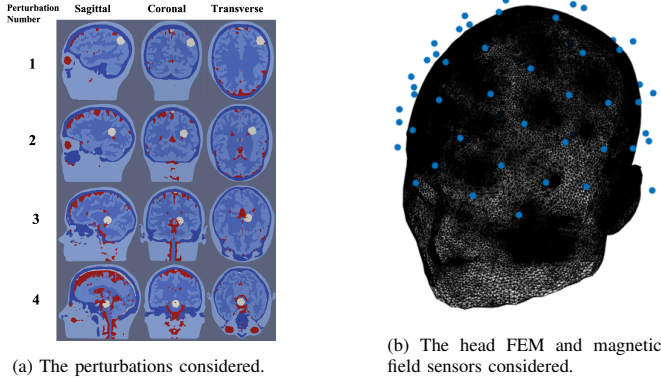 Perturbation Number Sagittal Coronal Transverse
1
2
3
4
(a) The perturbations considered.
(b) The head FEM and magnetic
field sensors considered.